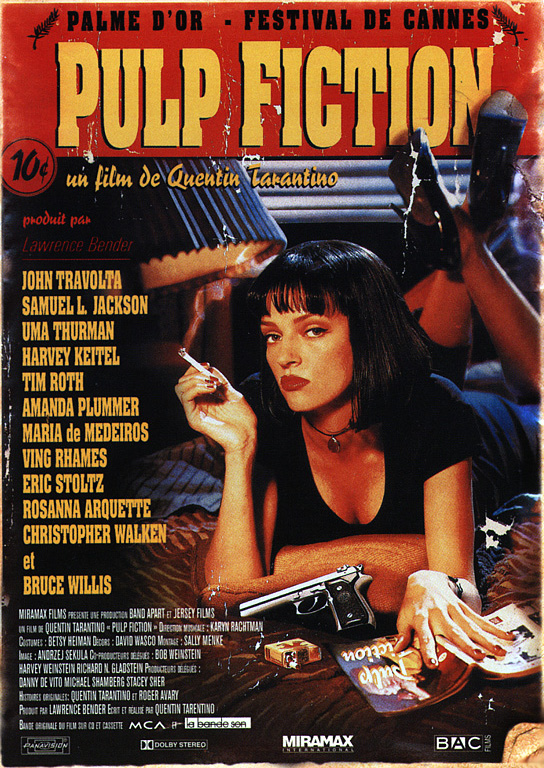 PALME D'OR - FESTIVAL DE CANNES
PULP FICTION
10¢
un film de Quentin Tarantino
produit par
Lawrence Bender
JOHN TRAVOLTA
SAMUEL L. JACKSON
UMA THURMAN
HARVEY KEITEL
TIM ROTH
AMANDA PLUMMER
MARIA de MEDEIROS
VING RHAMES
ERIC STOLTZ
ROSANNA ARQUETTE
CHRISTOPHER WALKEN
et
BRUCE WILLIS
MIRAMAX FILMS PRESENTE UNE PRODUCTION BAND APART ET JERSEY FILMS
UN FILM DE QUENTIN TARANTINO « PULP FICTION » DIRECTION MUSICALE : KARYN RACHTMAN
COSTUMES : BETSY HEIMAN DECORS : DAVID WASCO MONTAGE : SALLY MENKE
IMAGE : ANDRZEJ SEKULA CO-PRODUCTEURS DÉLÉGUÉS : BOB WEINSTEIN
HARVEY WEINSTEIN RICHARD N. GLADSTEIN PRODUCTEURS DÉLÉGUÉS :
DANNY DE VITO MICHAEL SHAMBERG STACEY SHER
HISTOIRES ORIGINALES: QUENTIN TARANTINO ET ROGER AVARY
PRODUIT PAR LAWRENCE BENDER ECRIT ET RÉALISÉ PAR QUENTIN TARENTINO
BANDE ORIGINALE DU FILM SUR CD ET CASSETTE MCA la bande son
pulp
fiction
PANAVISION
DOLBY STEREO
MIRAMAX
INTERNATIONAL
BAC FILMS